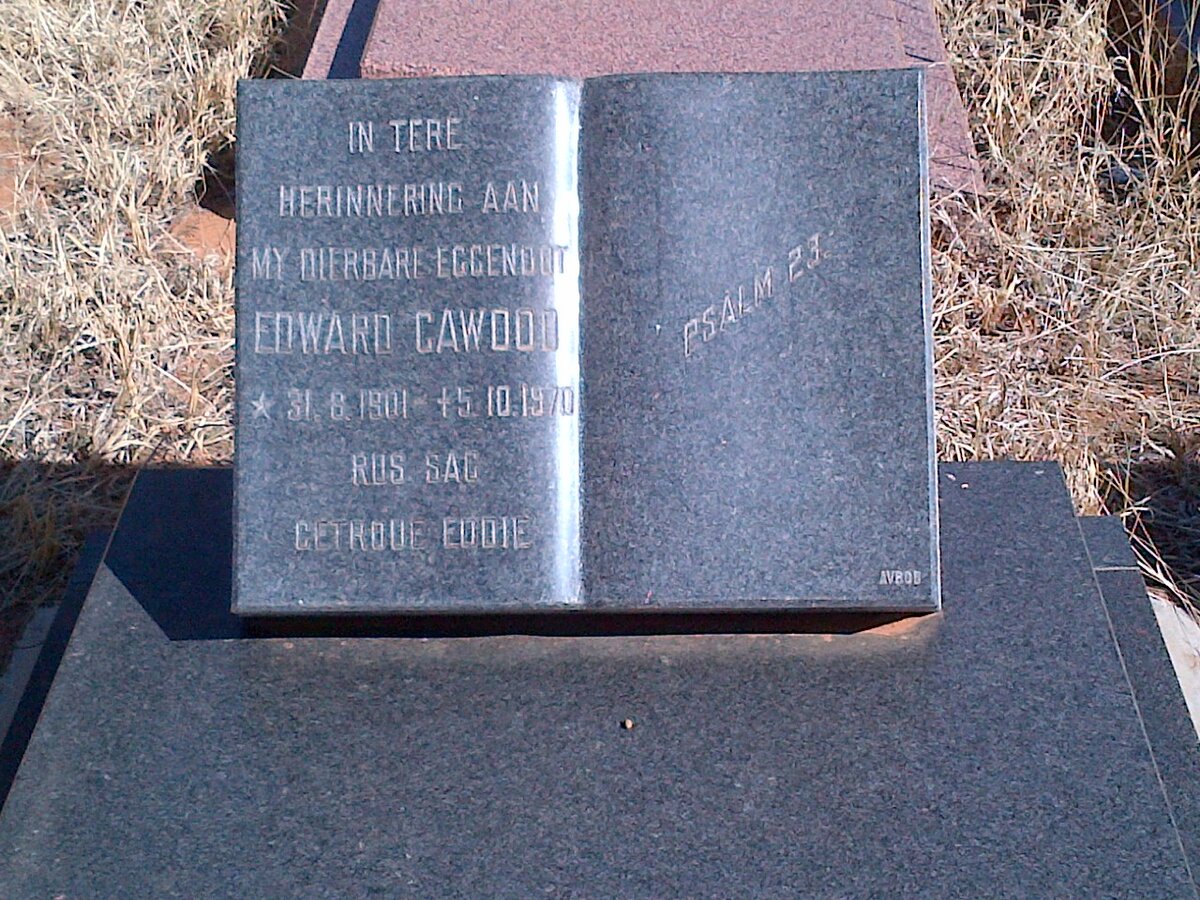 IN TERE
HERINNERING AAN
MY DIERBARE EGGENOOT
EDWARD CAWOOD
* 31. 8. 1901 - +5. 10. 1970
RUS SAG
GETROUE EDDIE
PSALM 23.
AVBOB